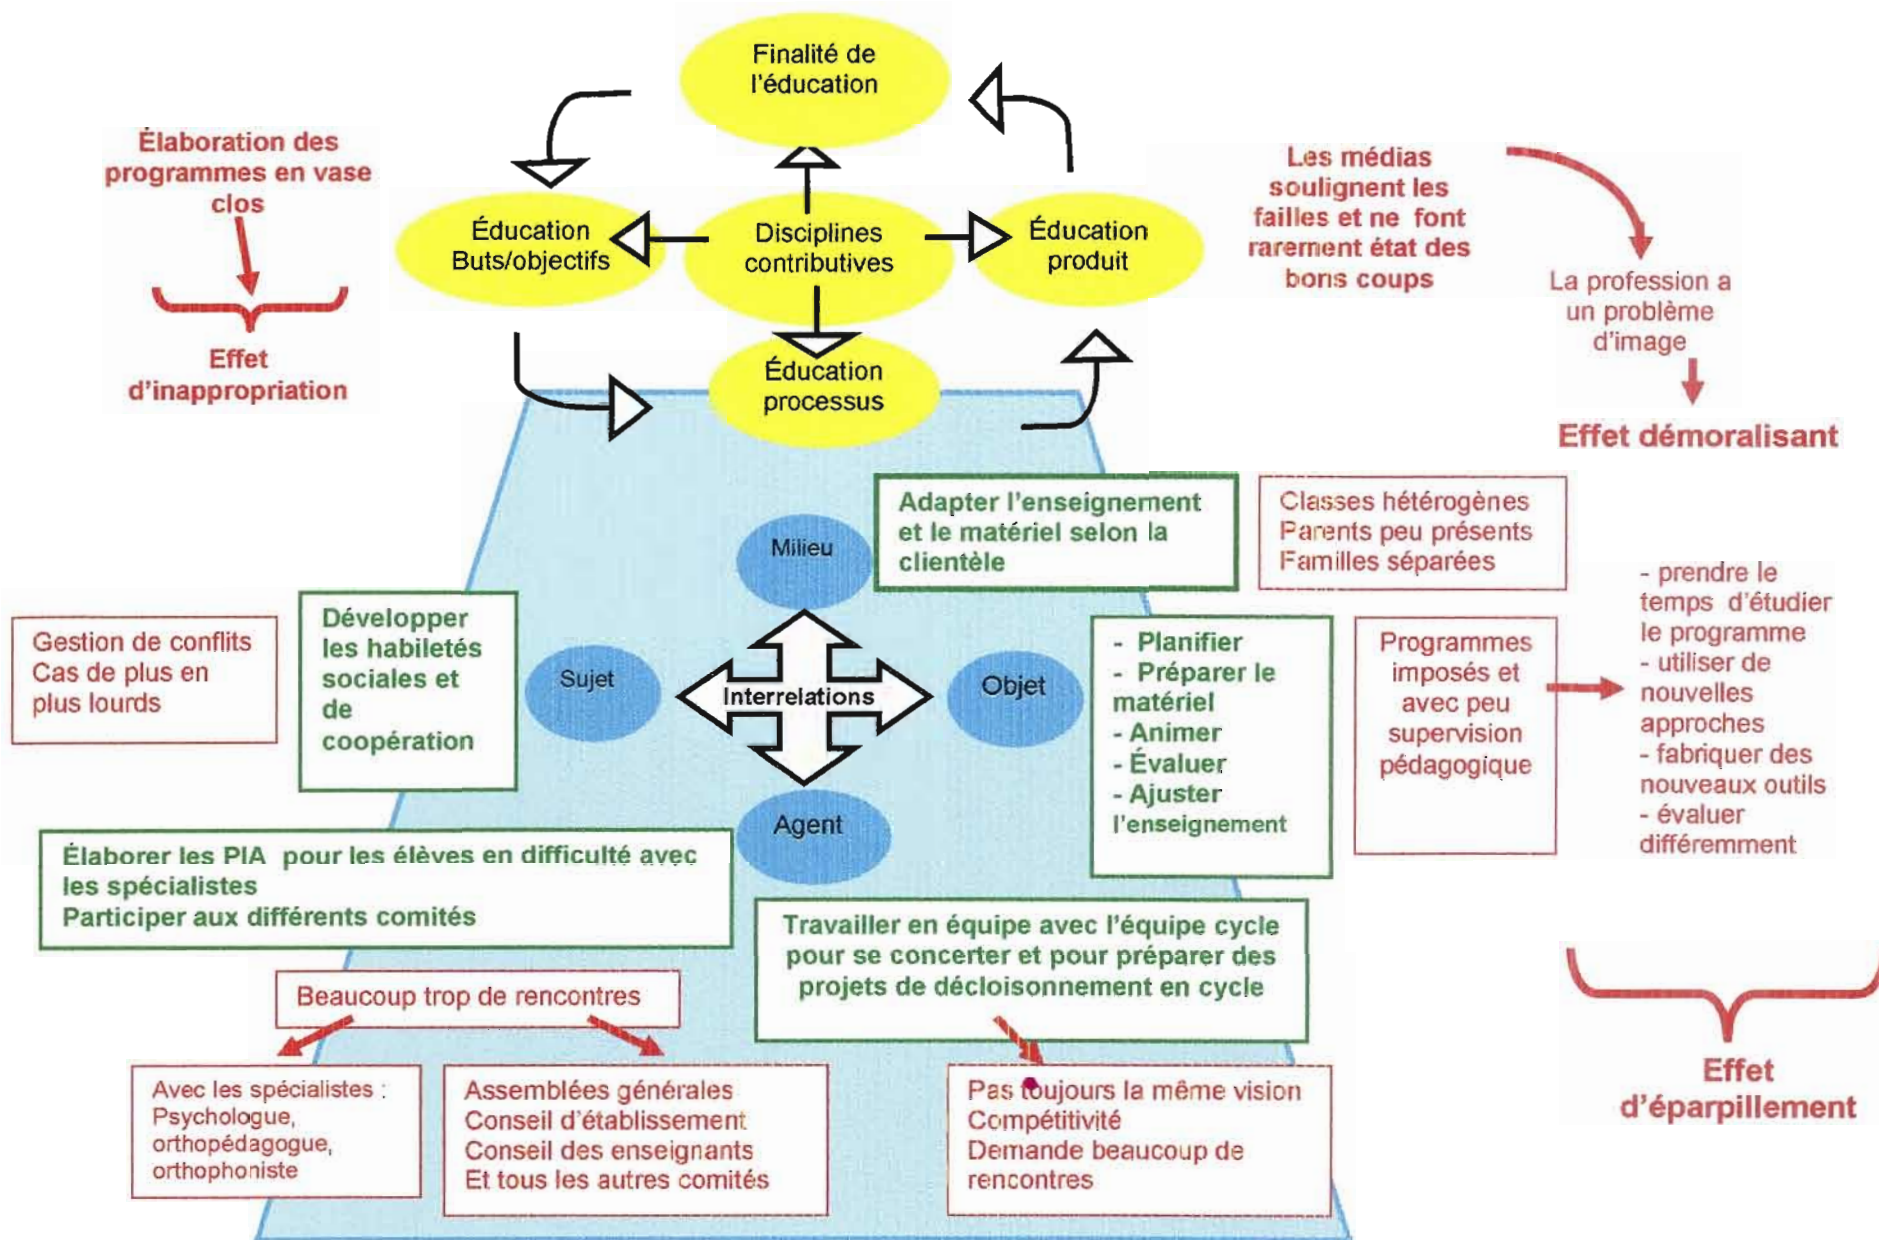 Finalité de
l'éducation
Élaboration des
programmes en vase
clos
Effet
d'inappropriation
Éducation
Buts/objectifs
Disciplines
contributives
Éducation
produit
Éducation
processus
Les médias
soulignent les
failles et ne font
rarement état des
bons coups
La profession a
un problème
d'image
Effet démoralisant
Milieu
Adapter l'enseignement
et le matériel selon la
clientèle
Classes hétérogènes
Parents peu présents
Familles séparées
Gestion de conflits
Cas de plus en
plus lourds
Développer
les habiletés
sociales et
de
coopération
Sujet
Interrelations
Objet
- Planifier
- Préparer le
matériel
- Animer
- Évaluer
- Ajuster
l'enseignement
Programmes
imposés et
avec peu
supervision
pédagogique
- prendre le
temps d'étudier
le programme
- utiliser de
nouvelles
approches
- fabriquer des
nouveaux outils
- évaluer
différemment
Agent
Élaborer les PIA pour les élèves en difficulté avec
les spécialistes
Participer aux différents comités
Travailler en équipe avec l'équipe cycle
pour se concerter et pour préparer des
projets de décloisonnement en cycle
Beaucoup trop de rencontres
Avec les spécialistes :
Psychologue,
orthopédagogue,
orthophoniste
Assemblées générales
Conseil d'établissement
Conseil des enseignants
Et tous les autres comités
Pas toujours la même vision
Compétitivité
Demande beaucoup de
rencontres
Effet
d'éparpillement